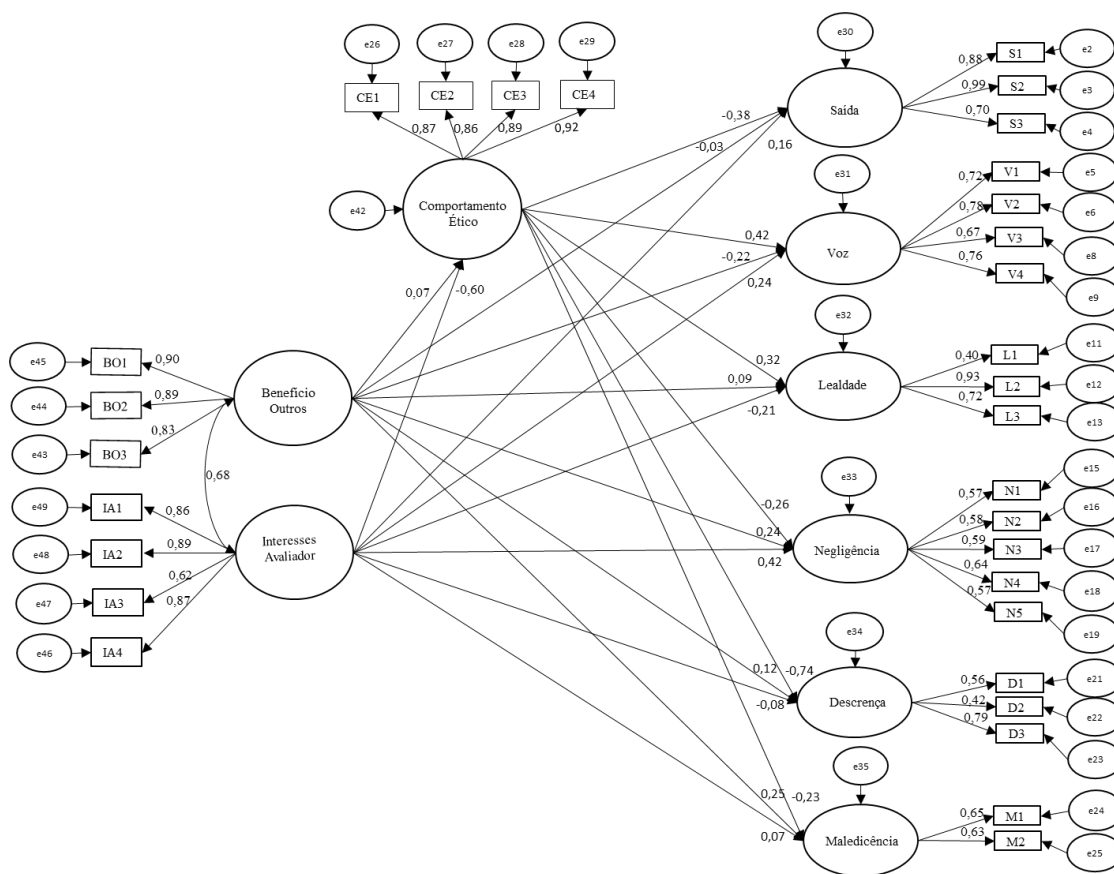 e26
e27
e28
e29
CE1
CE2
CE3
CE4
0,87
0,86
0,89
0,92
e42
Comportamento
Ético
e30
Saída
-0,38
-0,03
0,16
0,88
0,99
0,70
S1
S2
S3
e2
e3
e4
e31
Voz
0,42
-0,22
0,24
0,72
0,78
0,67
0,76
V1
V2
V3
V4
e5
e6
e8
e9
0,07
-0,60
e32
Lealdade
0,32
0,09
-0,21
0,40
0,93
0,72
L1
L2
L3
e11
e12
e13
e45
e44
e43
BO1
BO2
BO3
0,90
0,89
0,83
Benefício
Outros
0,68
e49
e48
e47
e46
IA1
IA2
IA3
IA4
0,86
0,89
0,62
0,87
Interesses
Avaliador
e33
Negligência
-0,26
0,24
0,42
0,57
0,58
0,59
0,64
0,57
N1
N2
N3
N4
N5
e15
e16
e17
e18
e19
e34
Descrença
0,12
-0,74
-0,08
0,56
0,42
0,79
D1
D2
D3
e21
e22
e23
e35
Maledicência
0,25
-0,23
0,07
0,65
0,63
M1
M2
e24
e25